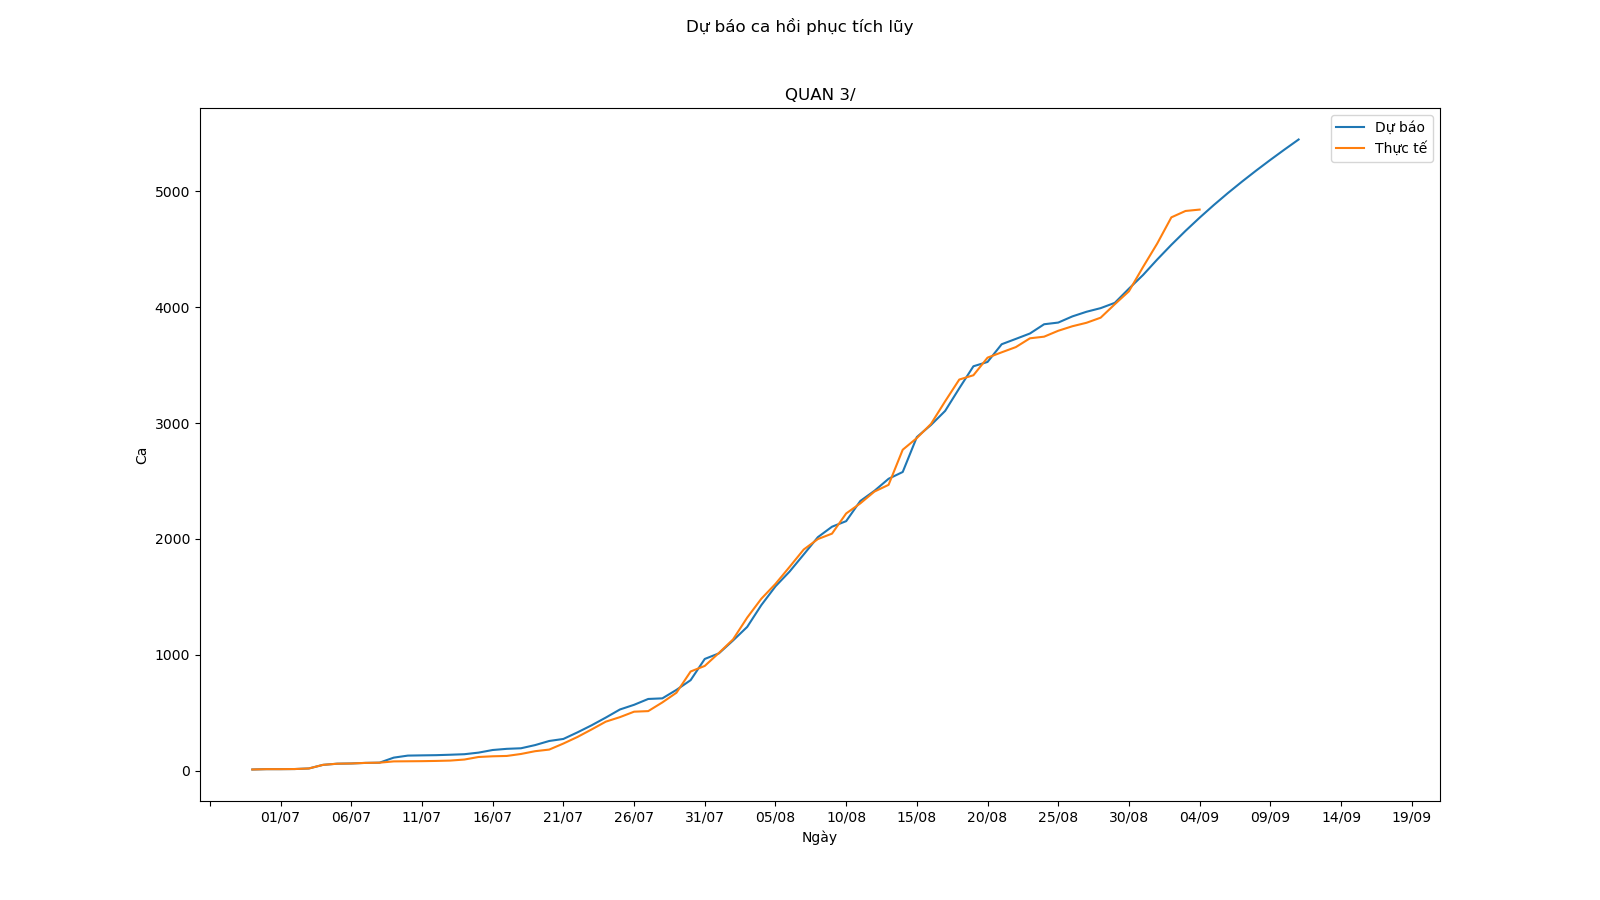 Dự báo ca hồi phục tích lũy
QUAN 3/
Dự báo
Thực tế
5000
4000
3000
2000
1000
0
Ca
01/07 06/07 11/07 16/07 21/07 26/07 31/07 05/08 10/08 15/08 20/08 25/08 30/08 04/09 09/09 14/09 19/09
Ngày